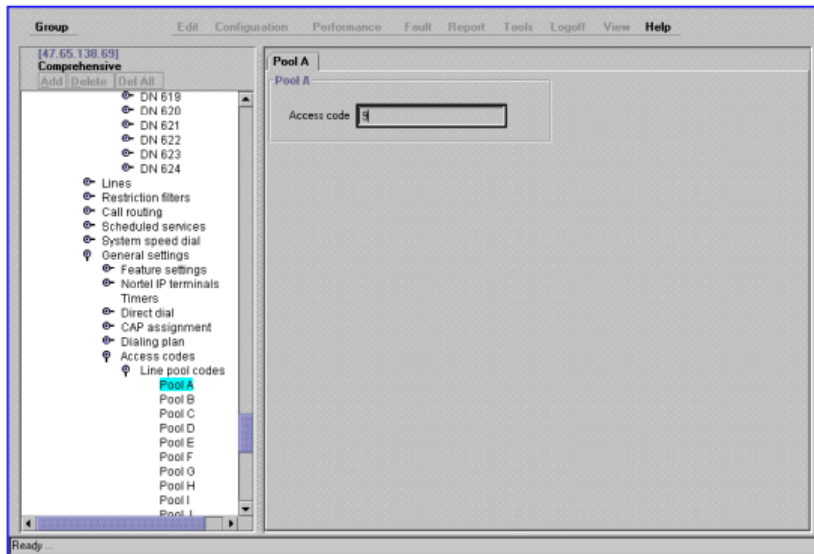 Group Edit Configuration Performance Fault Report Tools Logoff View Help
[47.65.138.69]
Comprehensive
Add Delete Del All
DN 619
DN 620
DN 621
DN 622
DN 623
DN 624
Lines
Restriction filters
Call routing
Scheduled services
System speed dial
General settings
Feature settings
Nortel IP terminals
Timers
Direct dial
CAP assignment
Dialing plan
Access codes
Line pool codes
Pool A
Pool B
Pool C
Pool D
Pool E
Pool F
Pool G
Pool H
Pool I
Pool J
Pool A
Pool A
Access code 9
Ready ...